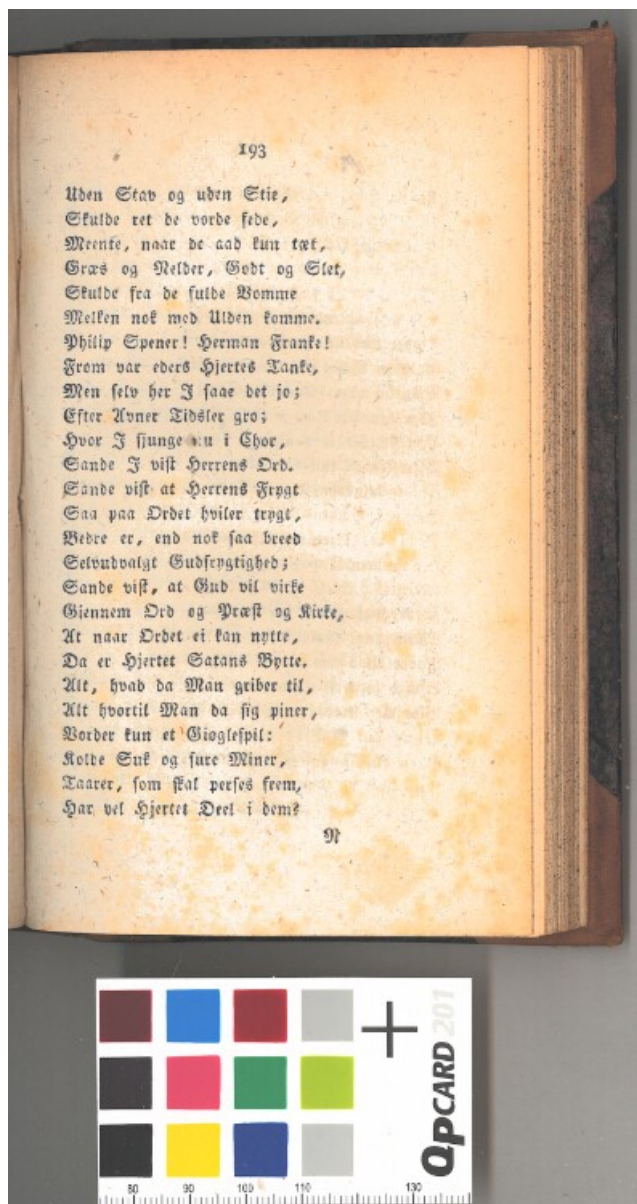 193
Uden Stav og uden Stie,
Skulde ret de vorde fede,
Meente, naar de aad kun tæt,
Græs og Nelder, Godt og Slet,
Skulde fra de fulde Vomme
Melken nok med Ulden komme.
Philip Spener! Herman Franke!
From var eders Hjertes Tanke,
Men selv her I saae det jo;
Efter Avner Tidsler gro;
Hvor I sjunge nu i Chor,
Sande I vist Herrens Ord.
Sande vist at Herrens Frygt
Saa paa Ordet hviler trygt,
Bedre er, end nok saa breed
Selvudvalgt Gudfrygtighed;
Sande vist, at Gud vil virke
Gjennem Ord og Præst og Kirke,
At naar Ordet ei kan nytte,
Da er Hjertet Satans Bytte.
Alt, hvad da Man griber til,
Alt hvortil Man da sig piner,
Vorder kun et Gjøglespil:
Kolde Suk og sure Miner,
Taarer, som skal perses frem,
Har vel Hjertet Deel i dem?
N
QPCARD 201
80 90 100 110 130